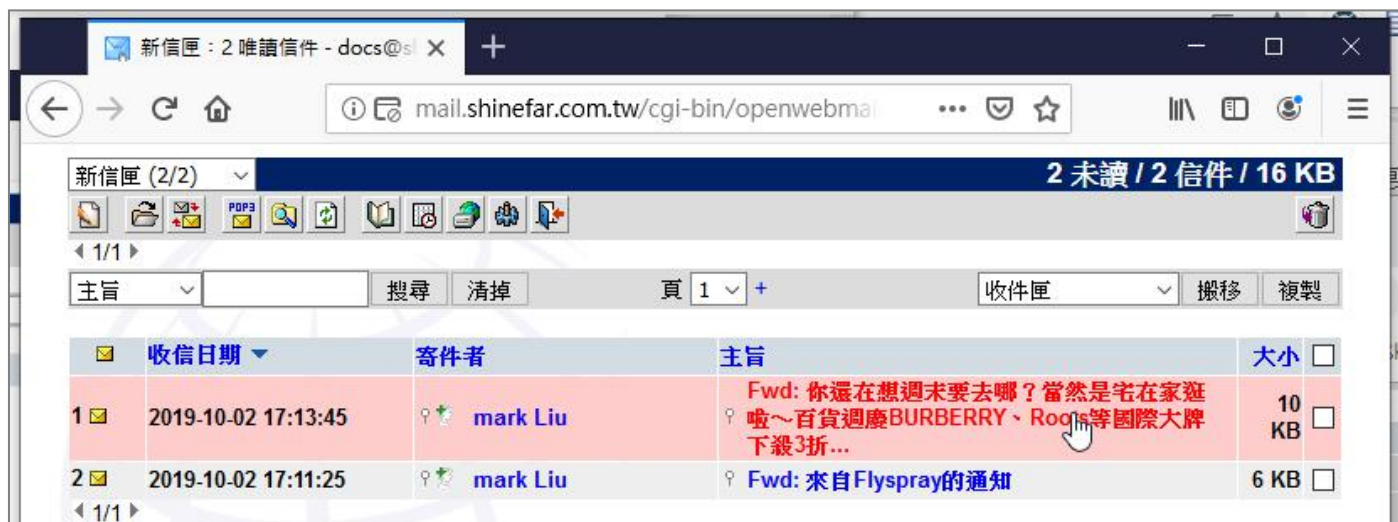 新信匣：2 唯讀信件 - docs@s
mail.shinefar.com.tw/cgi-bin/openwebmai
新信匣 (2/2)
2 未讀 / 2 信件 / 16 KB
POP3
1/1
主旨
搜尋
清掉
頁 1 +
收件匣
搬移
複製
收信日期 寄件者 主旨 大小
1 2019-10-02 17:13:45 mark Liu Fwd: 你還在想週末要去哪？當然是宅在家逛 10
啦～百貨週慶BURBERRY、Roots等國際大牌 KB
下殺3折...
2 2019-10-02 17:11:25 mark Liu Fwd: 來自Flyspray的通知 6 KB
1/1